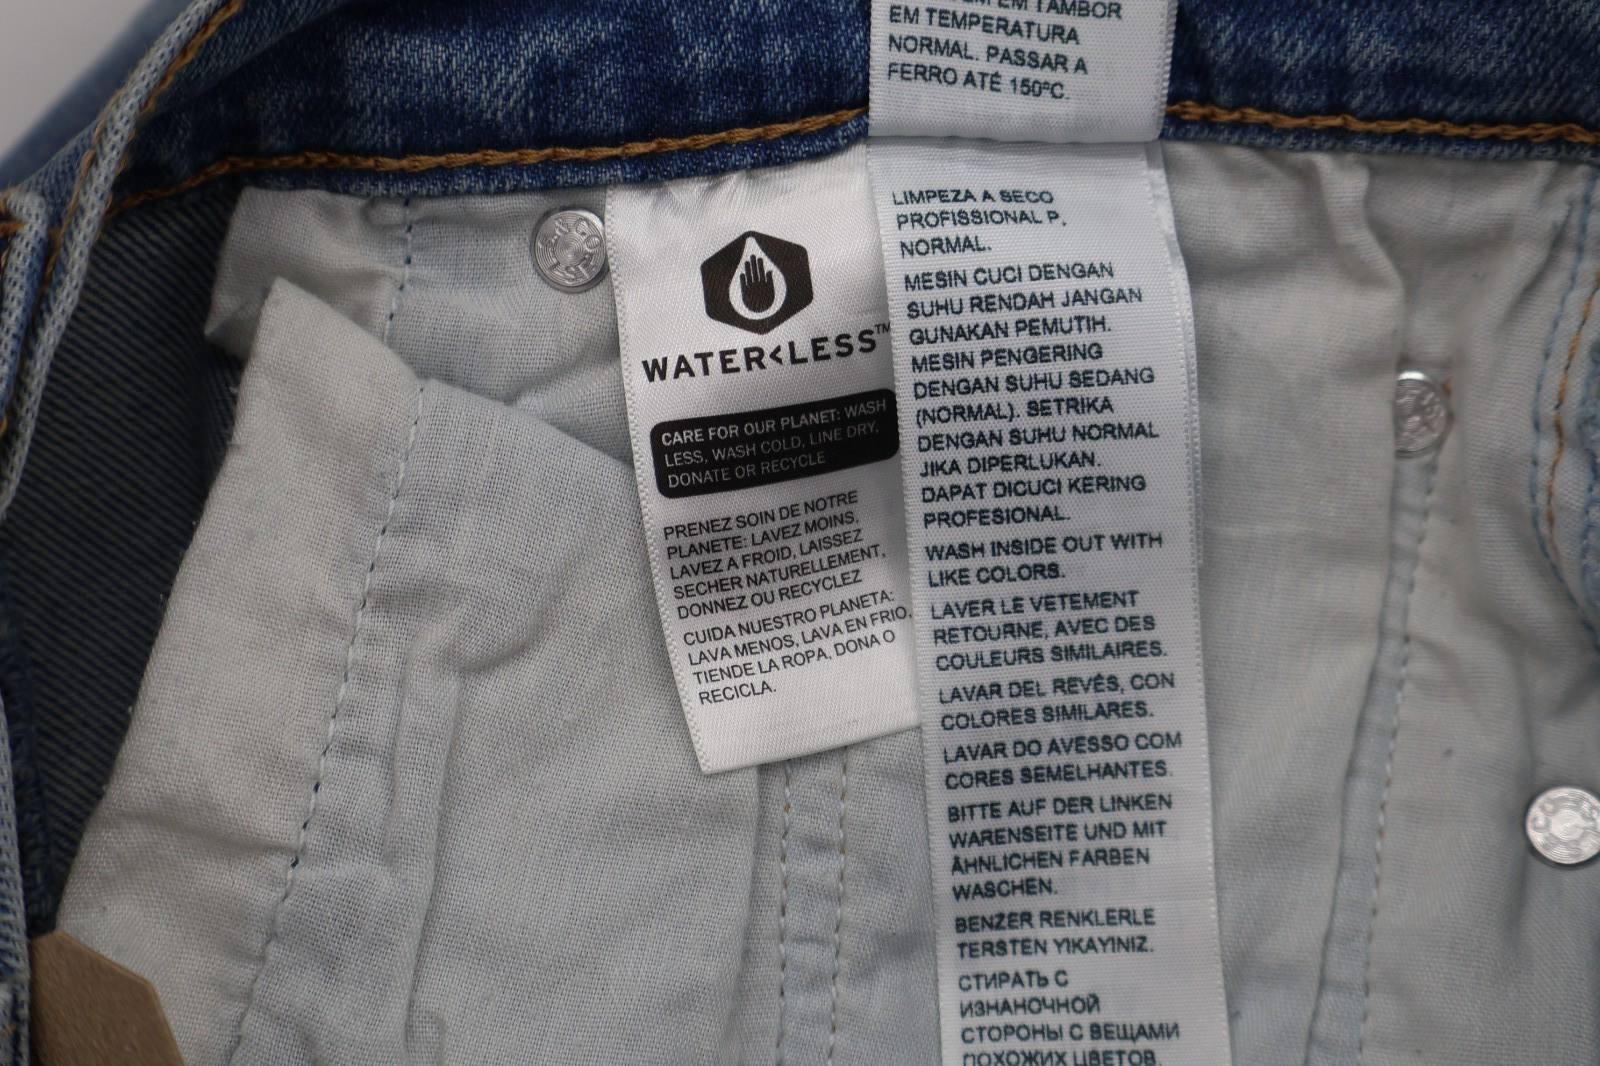 EM TAMBOR
EM TEMPERATURA
NORMAL. PASSAR A
FERRO ATÉ 150ºC.
WATER<LESS™
CARE FOR OUR PLANET: WASH
LESS, WASH COLD, LINE DRY,
DONATE OR RECYCLE
PRENEZ SOIN DE NOTRE
PLANETE: LAVEZ MOINS,
LAVEZ A FROID, LAISSEZ
SECHER NATURELLEMENT,
DONNEZ OU RECYCLEZ
CUIDA NUESTRO PLANETA:
LAVA MENOS, LAVA EN FRIO,
TIENDE LA ROPA, DONA O
RECICLA.
LIMPEZA A SECO
PROFISSIONAL P.
NORMAL.
MESIN CUCI DENGAN
SUHU RENDAH JANGAN
GUNAKAN PEMUTIH.
MESIN PENGERING
DENGAN SUHU SEDANG
(NORMAL). SETRIKA
DENGAN SUHU NORMAL
JIKA DIPERLUKAN.
DAPAT DICUCI KERING
PROFESIONAL.
WASH INSIDE OUT WITH
LIKE COLORS.
LAVER LE VETEMENT
RETOURNE, AVEC DES
COULEURS SIMILAIRES.
LAVAR DEL REVÉS, CON
COLORES SIMILARES.
LAVAR DO AVESSO COM
CORES SEMELHANTES.
BITTE AUF DER LINKEN
WARENSEITE UND MIT
ÄHNLICHEN FARBEN
WASCHEN.
BENZER RENKLERLE
TERSTEN YIKAYINIZ.
СТИРАТЬ С
ИЗНАНОЧНОЙ
СТОРОНЫ С ВЕЩАМИ
ПОХОЖИХ ЦВЕТОВ.